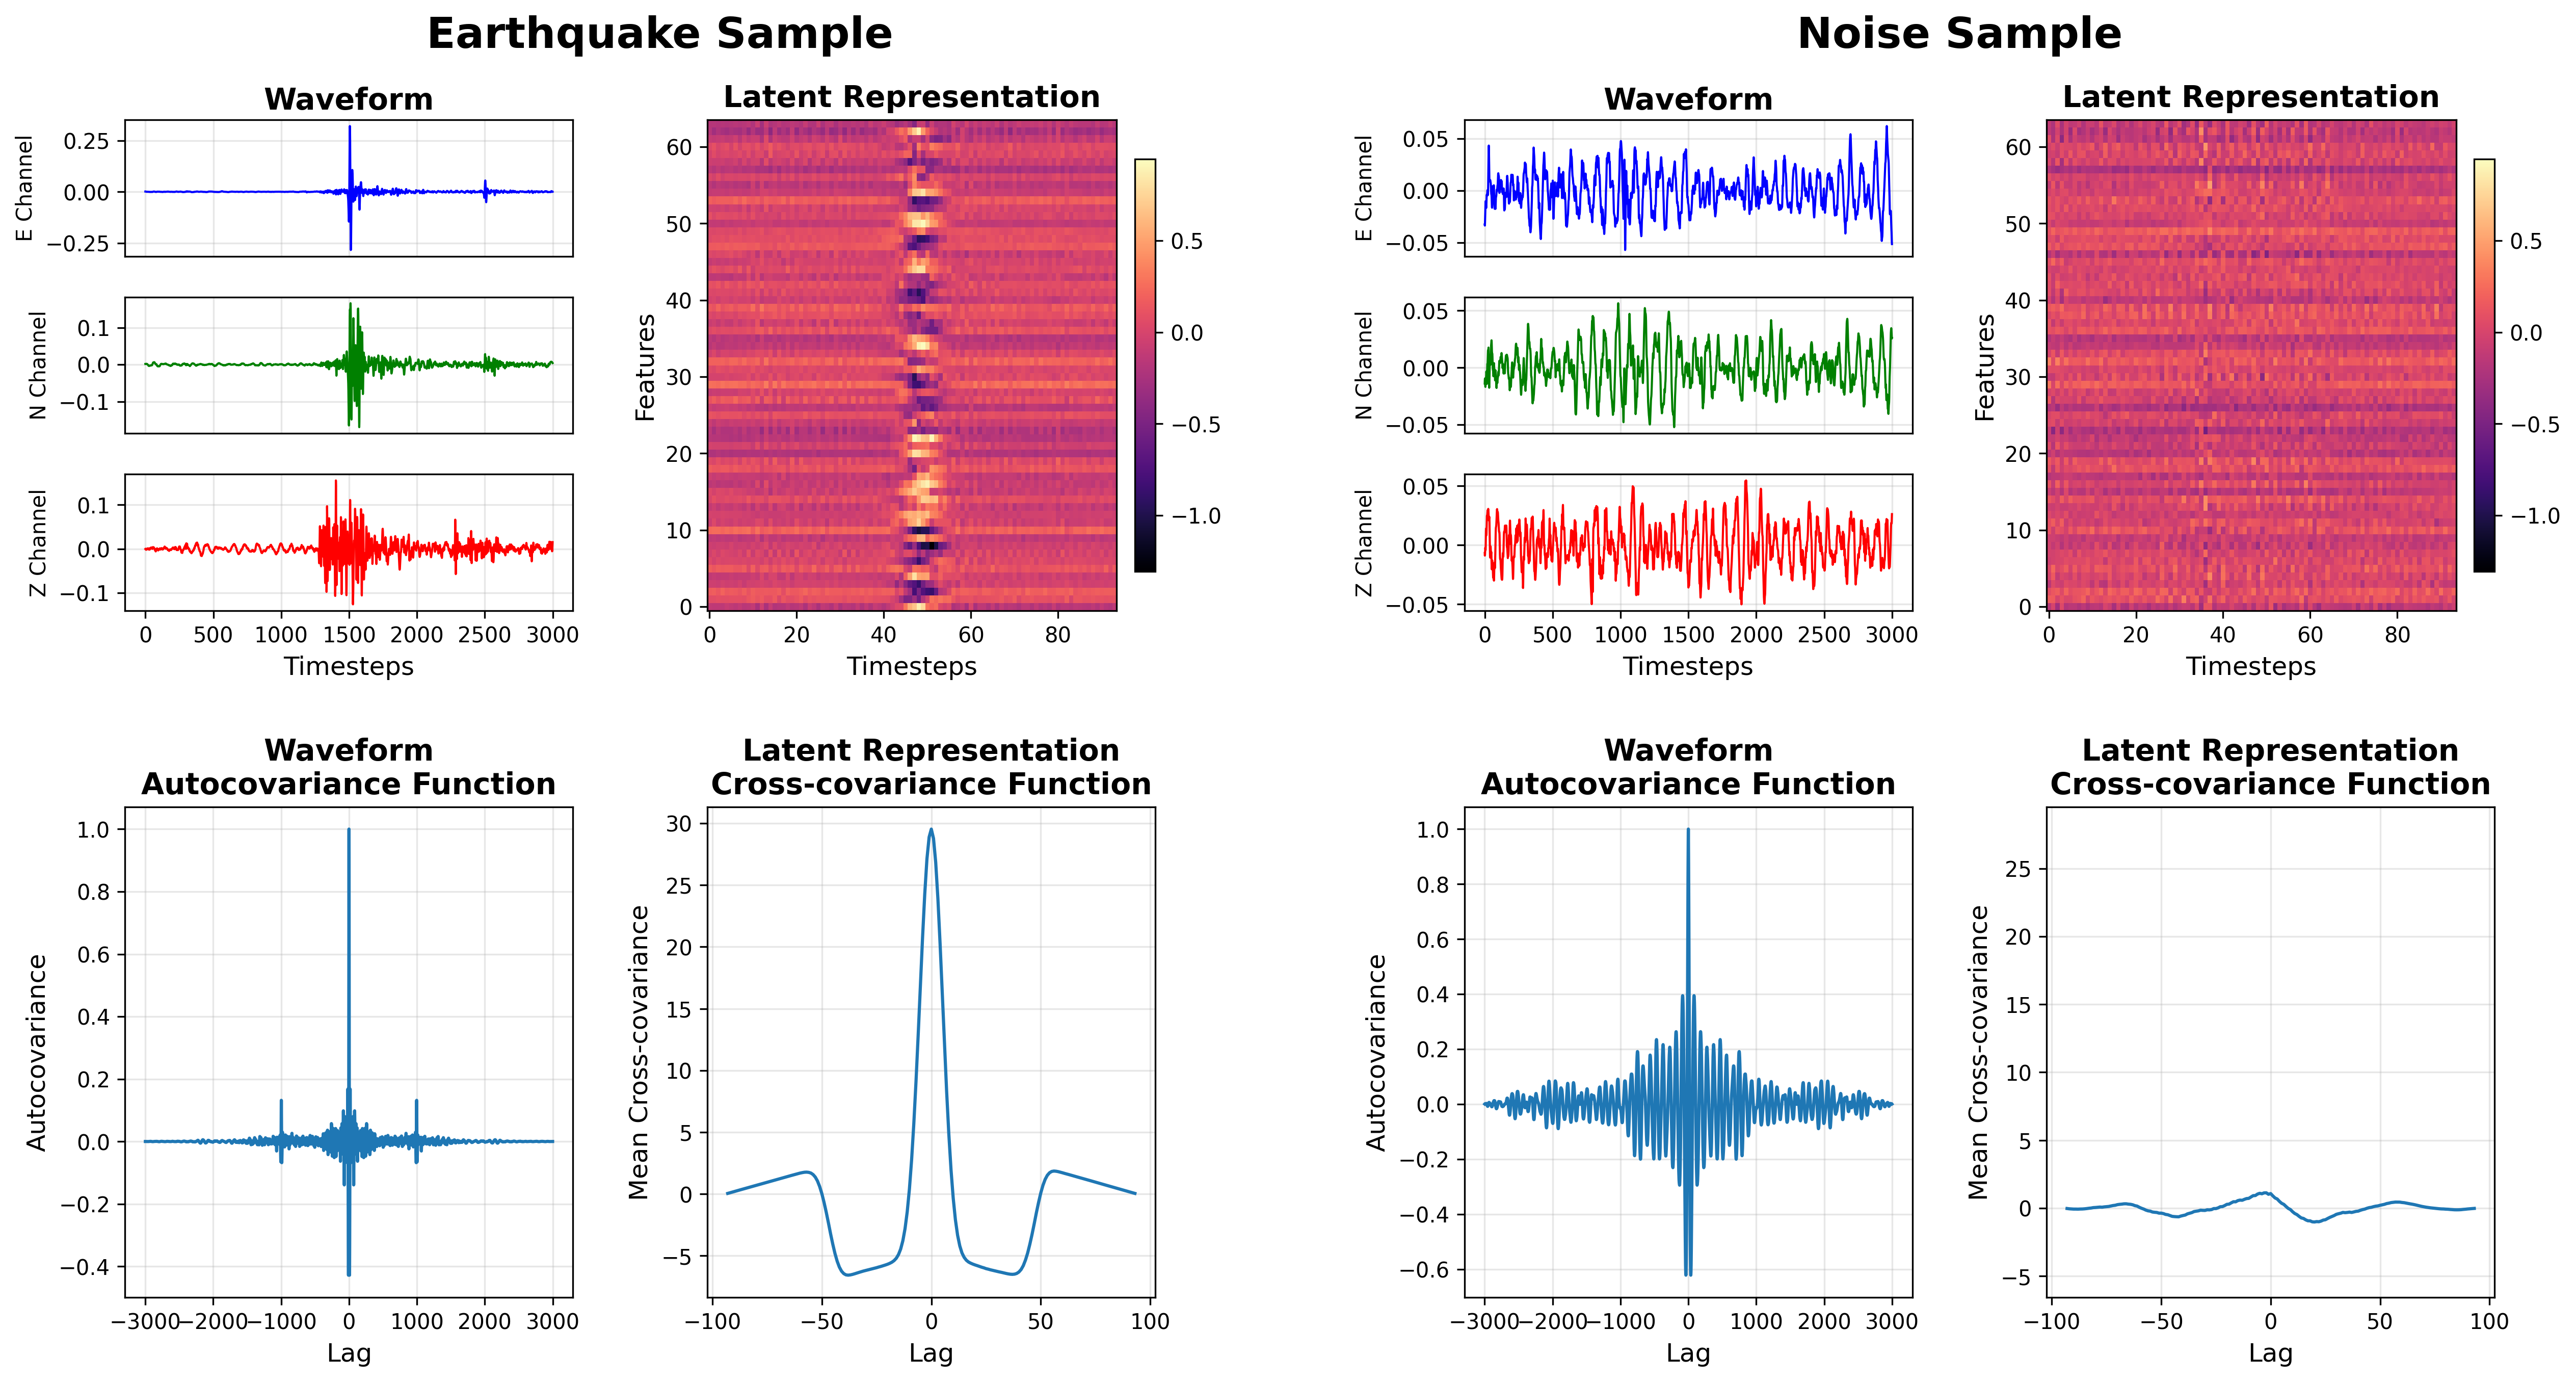 Earthquake Sample
Noise Sample
Waveform
E Channel
0.25
0.00
−0.25
N Channel
0.1
0.0
−0.1
Z Channel
0.1
0.0
−0.1
0 500 1000 1500 2000 2500 3000
Timesteps
Latent Representation
Features
60
50
40
30
20
10
0
0 20 40 60 80
Timesteps
0.5
0.0
−0.5
−1.0
Waveform
E Channel
0.05
0.00
−0.05
N Channel
0.05
0.00
−0.05
Z Channel
0.05
0.00
−0.05
0 500 1000 1500 2000 2500 3000
Timesteps
Latent Representation
Features
60
50
40
30
20
10
0
0 20 40 60 80
Timesteps
0.5
0.0
−0.5
−1.0
Waveform
Autocovariance Function
Autocovariance
1.0
0.8
0.6
0.4
0.2
0.0
−0.2
−0.4
−3000 −2000 −1000 0 1000 2000 3000
Lag
Latent Representation
Cross-covariance Function
Mean Cross-covariance
30
25
20
15
10
5
0
−5
−100 −50 0 50 100
Lag
Waveform
Autocovariance Function
Autocovariance
1.0
0.8
0.6
0.4
0.2
0.0
−0.2
−0.4
−0.6
−3000 −2000 −1000 0 1000 2000 3000
Lag
Latent Representation
Cross-covariance Function
Mean Cross-covariance
25
20
15
10
5
0
−5
−100 −50 0 50 100
Lag